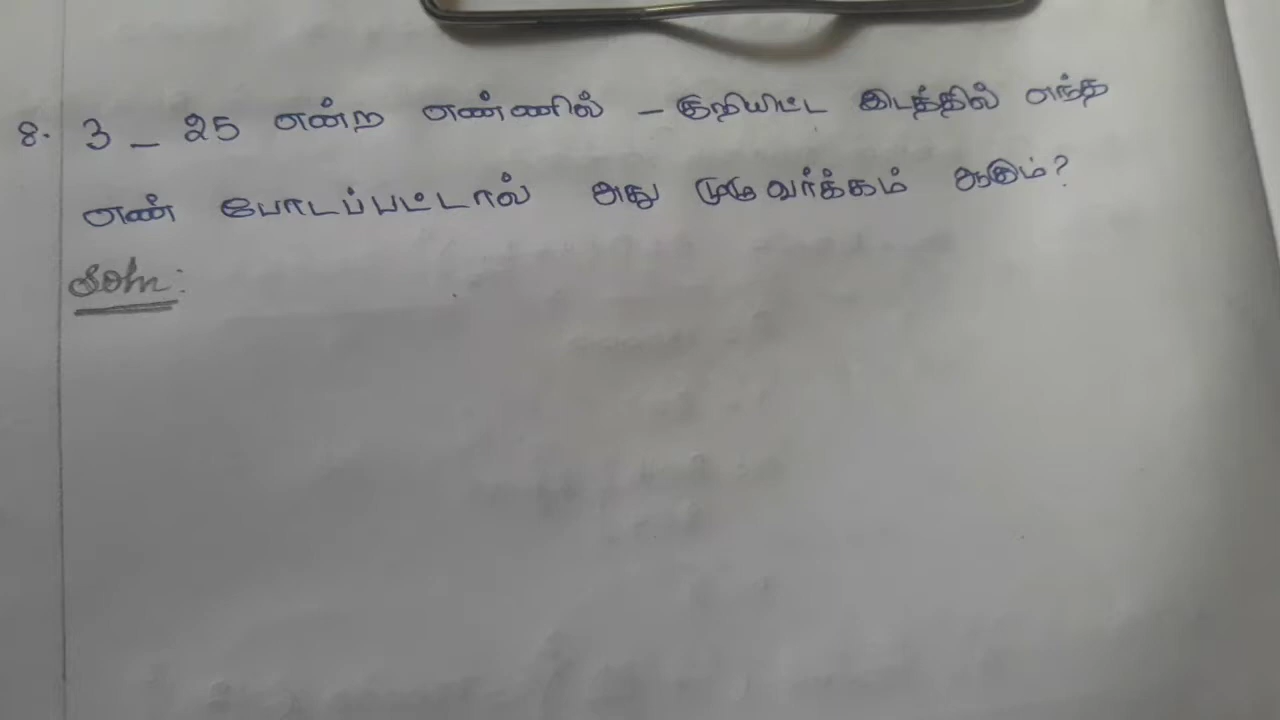 8. 3 _ 25 என்ற எண்ணில் - குறியிட்ட இடத்தில் எந்த
எண் போடப்பட்டால் அது முழுவர்க்கம் ஆகும்?
Soln: